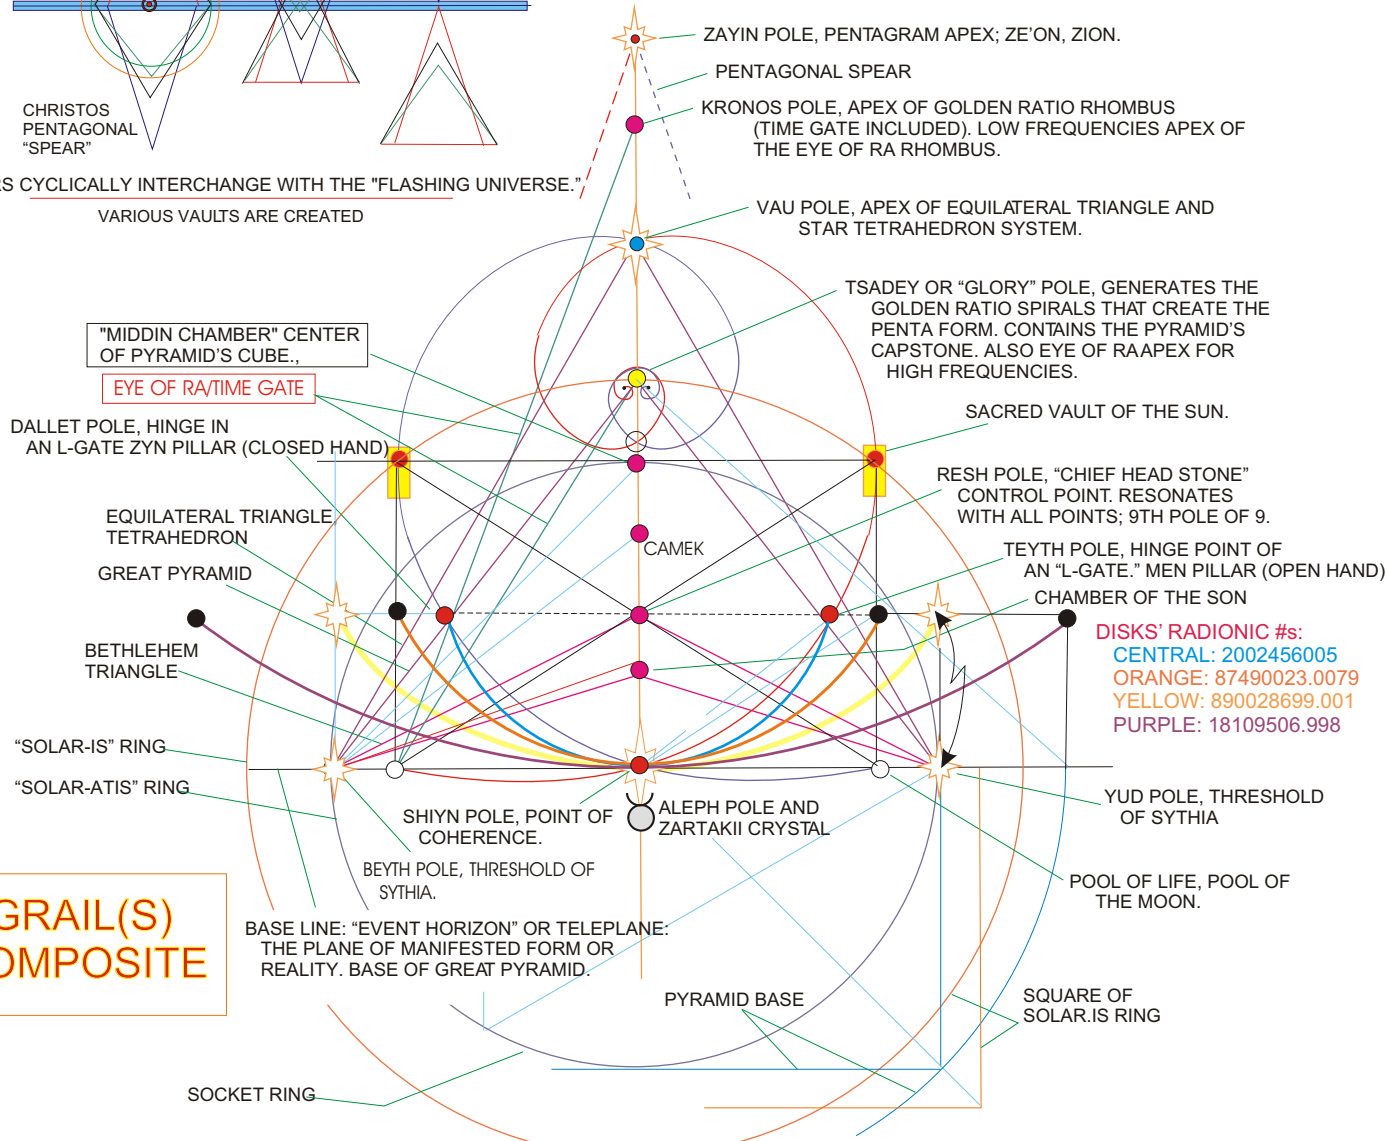 ZAYIN POLE, PENTAGRAM APEX; ZE'ON, ZION.
PENTAGONAL SPEAR
KRONOS POLE, APEX OF GOLDEN RATIO RHOMBUS
(TIME GATE INCLUDED). LOW FREQUENCIES APEX OF
THE EYE OF RA RHOMBUS.
CHRISTOS
PENTAGONAL
“SPEAR”
CYCLICALLY INTERCHANGE WITH THE "FLASHING UNIVERSE.”
VARIOUS VAULTS ARE CREATED
VAU POLE, APEX OF EQUILATERAL TRIANGLE AND
STAR TETRAHEDRON SYSTEM.
TSADEY OR “GLORY” POLE, GENERATES THE
GOLDEN RATIO SPIRALS THAT CREATE THE
PENTA FORM. CONTAINS THE PYRAMID'S
CAPSTONE. ALSO EYE OF RA APEX FOR
HIGH FREQUENCIES.
"MIDDIN CHAMBER" CENTER
OF PYRAMID'S CUBE.,
EYE OF RA/TIME GATE
DALLET POLE, HINGE IN
AN L-GATE ZYN PILLAR (CLOSED HAND)
SACRED VAULT OF THE SUN.
RESH POLE, “CHIEF HEAD STONE”
CONTROL POINT. RESONATES
WITH ALL POINTS; 9TH POLE OF 9.
EQUILATERAL TRIANGLE,
TETRAHEDRON
CAMEK
TEYTH POLE, HINGE POINT OF
AN “L-GATE.” MEN PILLAR (OPEN HAND)
GREAT PYRAMID
CHAMBER OF THE SON
DISKS' RADIONIC #s:
CENTRAL: 2002456005
ORANGE: 87490023.0079
YELLOW: 890028699.001
PURPLE: 18109506.998
BETHLEHEM
TRIANGLE
“SOLAR-IS” RING
“SOLAR-ATIS” RING
SHIYN POLE, POINT OF
COHERENCE.
ALEPH POLE AND
ZARTAKII CRYSTAL
YUD POLE, THRESHOLD
OF SYTHIA
BEYTH POLE, THRESHOLD OF
SYTHIA.
POOL OF LIFE, POOL OF
THE MOON.
GRAIL(S)
OMPOSITE
BASE LINE: “EVENT HORIZON” OR TELEPLANE:
THE PLANE OF MANIFESTED FORM OR
REALITY. BASE OF GREAT PYRAMID.
PYRAMID BASE
SQUARE OF
SOLAR.IS RING
SOCKET RING